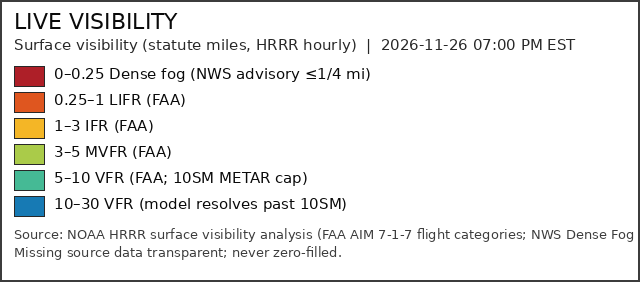 LIVE VISIBILITY
Surface visibility (statute miles, HRRR hourly)  |  2026-11-26 07:00 PM EST
0–0.25 Dense fog (NWS advisory ≤1/4 mi)
0.25–1 LIFR (FAA)
1–3 IFR (FAA)
3–5 MVFR (FAA)
5–10 VFR (FAA; 10SM METAR cap)
10–30 VFR (model resolves past 10SM)
Source: NOAA HRRR surface visibility analysis (FAA AIM 7-1-7 flight categories; NWS Dense Fog
Missing source data transparent; never zero-filled.